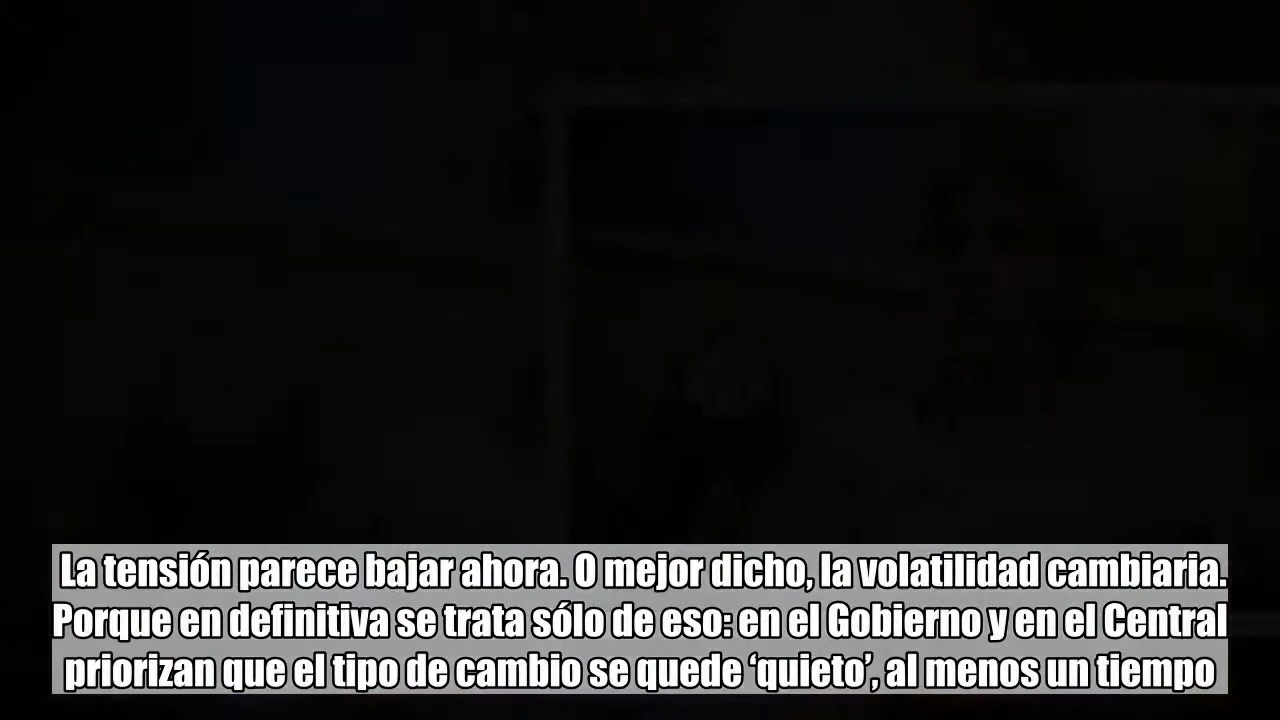 La tensión parece bajar ahora. O mejor dicho, la volatilidad cambiaria.
Porque en definitiva se trata sólo de eso: en el Gobierno y en el Central
priorizan que el tipo de cambio se quede ‘quieto’, al menos un tiempo